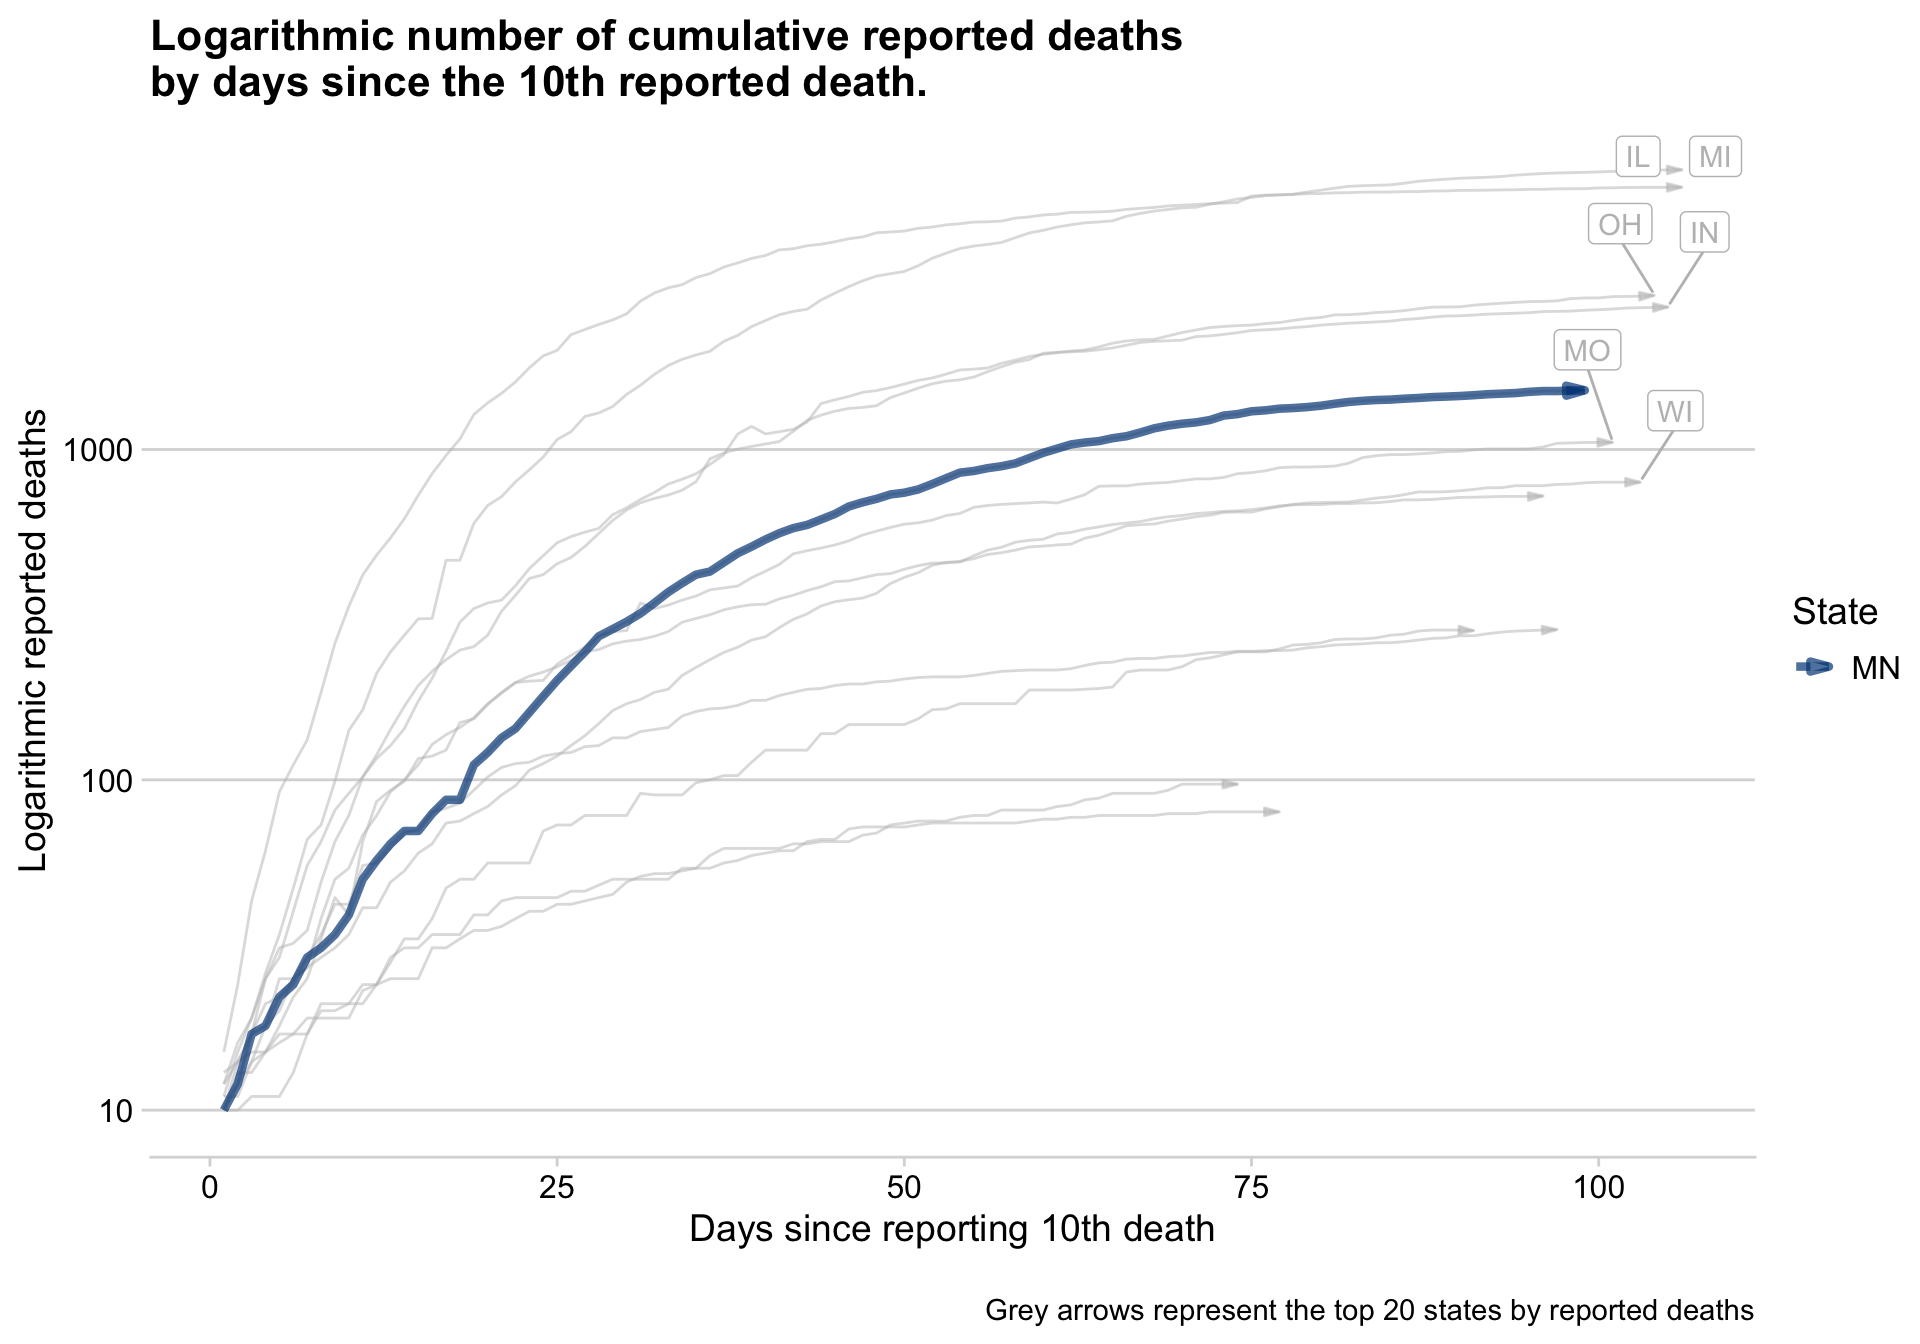 Logarithmic number of cumulative reported deaths
by days since the 10th reported death.
IL
MI
OH
IN
MO
WI
1000
100
10
Logarithmic reported deaths
0
25
50
75
100
Days since reporting 10th death
State
MN
Grey arrows represent the top 20 states by reported deaths